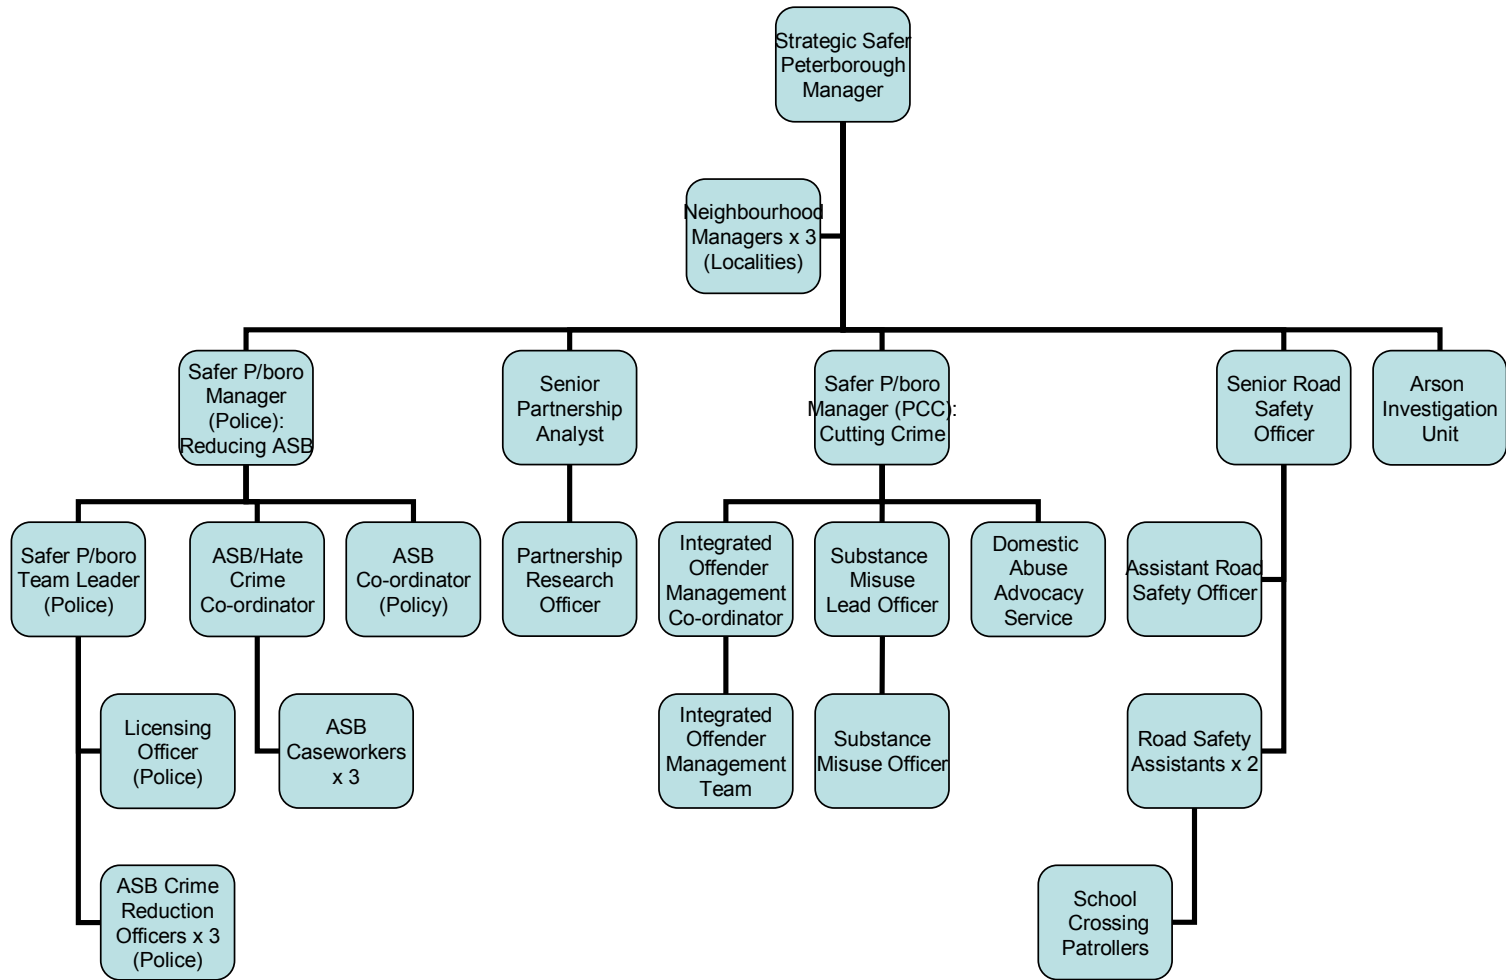 Strategic Safer
Peterborough
Manager
Neighbourhood
Managers x 3
(Localities)
Safer P/boro
Manager
(Police):
Reducing ASB
Senior
Partnership
Analyst
Safer P/boro
Manager (PCC):
Cutting Crime
Senior Road
Safety
Officer
Arson
Investigation
Unit
Safer P/boro
Team Leader
(Police)
ASB/Hate
Crime
Co-ordinator
ASB
Co-ordinator
(Policy)
Partnership
Research
Officer
Integrated
Offender
Management
Co-ordinator
Substance
Misuse
Lead Officer
Domestic
Abuse
Advocacy
Service
Assistant Road
Safety Officer
Licensing
Officer
(Police)
ASB
Caseworkers
x 3
Integrated
Offender
Management
Team
Substance
Misuse Officer
Road Safety
Assistants x 2
ASB Crime
Reduction
Officers x 3
(Police)
School
Crossing
Patrollers